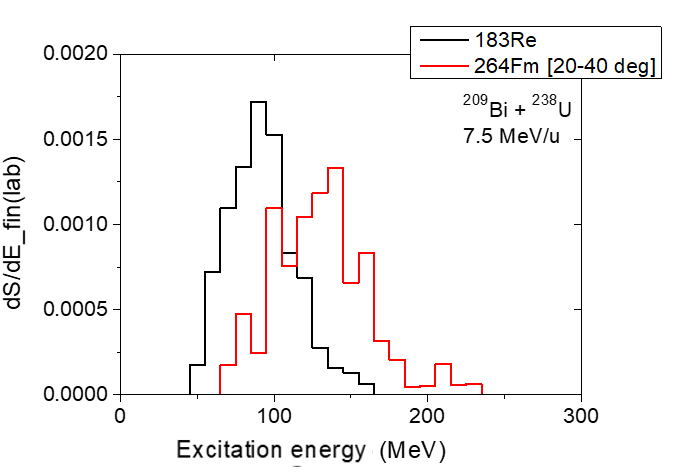 183Re
264Fm [20-40 deg]
209Bi + 238U
7.5 MeV/u
dS/dE_fin(lab)
0.0020
0.0015
0.0010
0.0005
0.0000
0 100 200 300
Excitation energy (MeV)